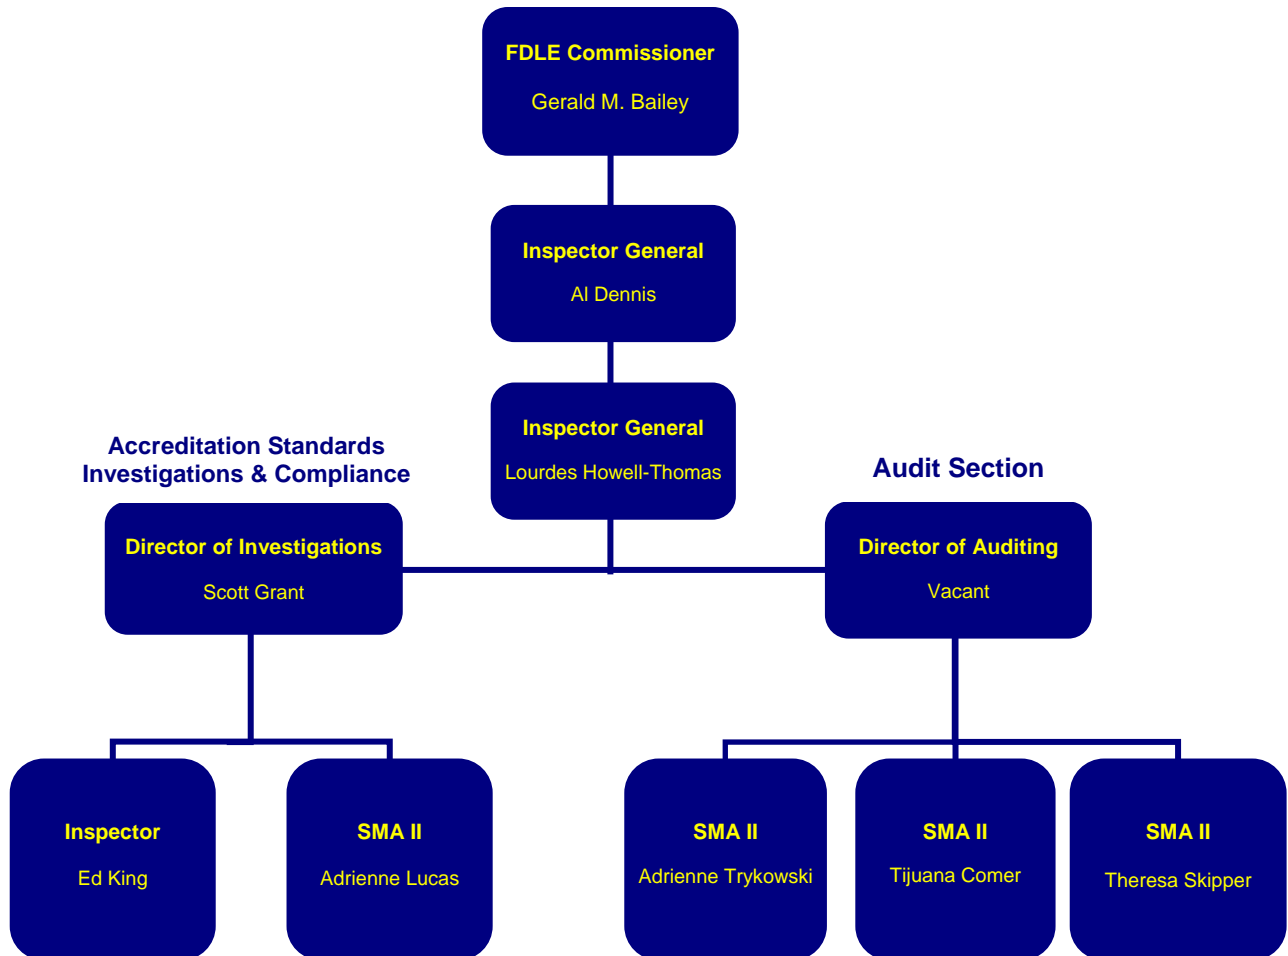 FDLE Commissioner
Gerald M. Bailey
Inspector General
Al Dennis
Inspector General
Lourdes Howell-Thomas
Accreditation Standards
Investigations & Compliance
Audit Section
Director of Investigations
Scott Grant
Director of Auditing
Vacant
Inspector
Ed King
SMA II
Adrienne Lucas
SMA II
Adrienne Trykowski
SMA II
Tijuana Comer
SMA II
Theresa Skipper